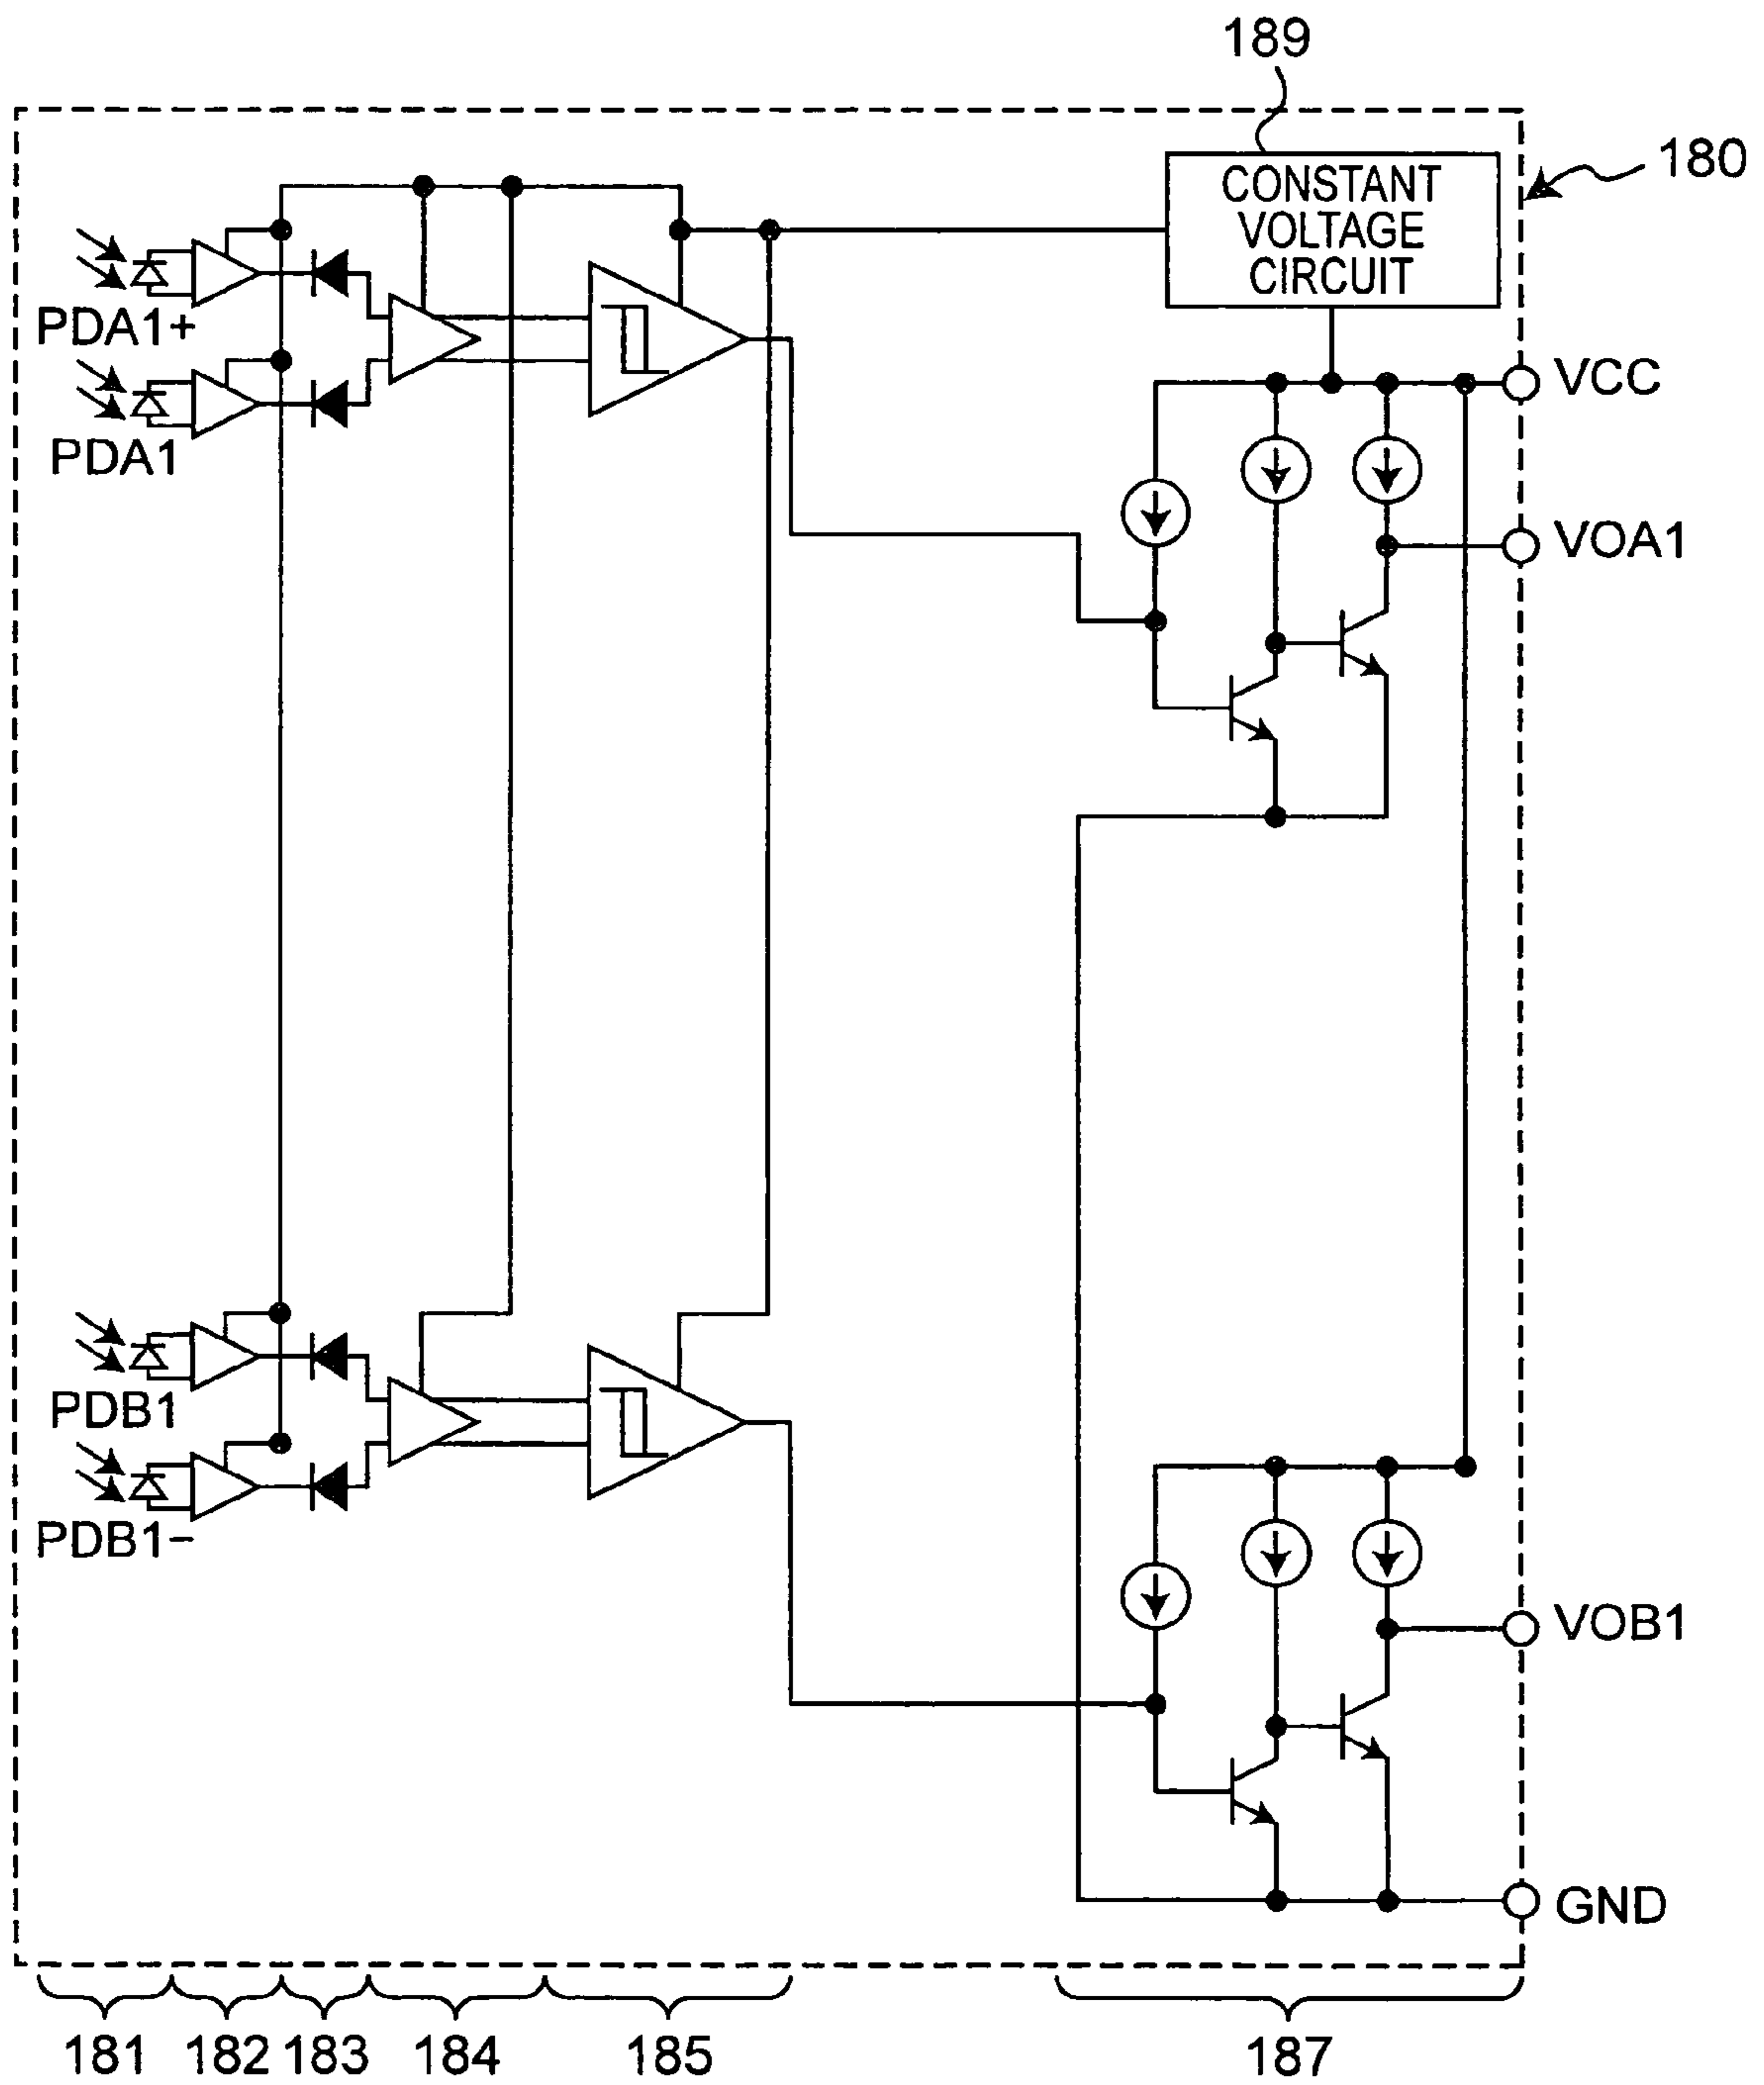 189
180
CONSTANT
VOLTAGE
CIRCUIT
PDA1+
PDA1
VCC
VOA1
PDB1
PDB1−
VOB1
GND
181
182
183
184
185
187